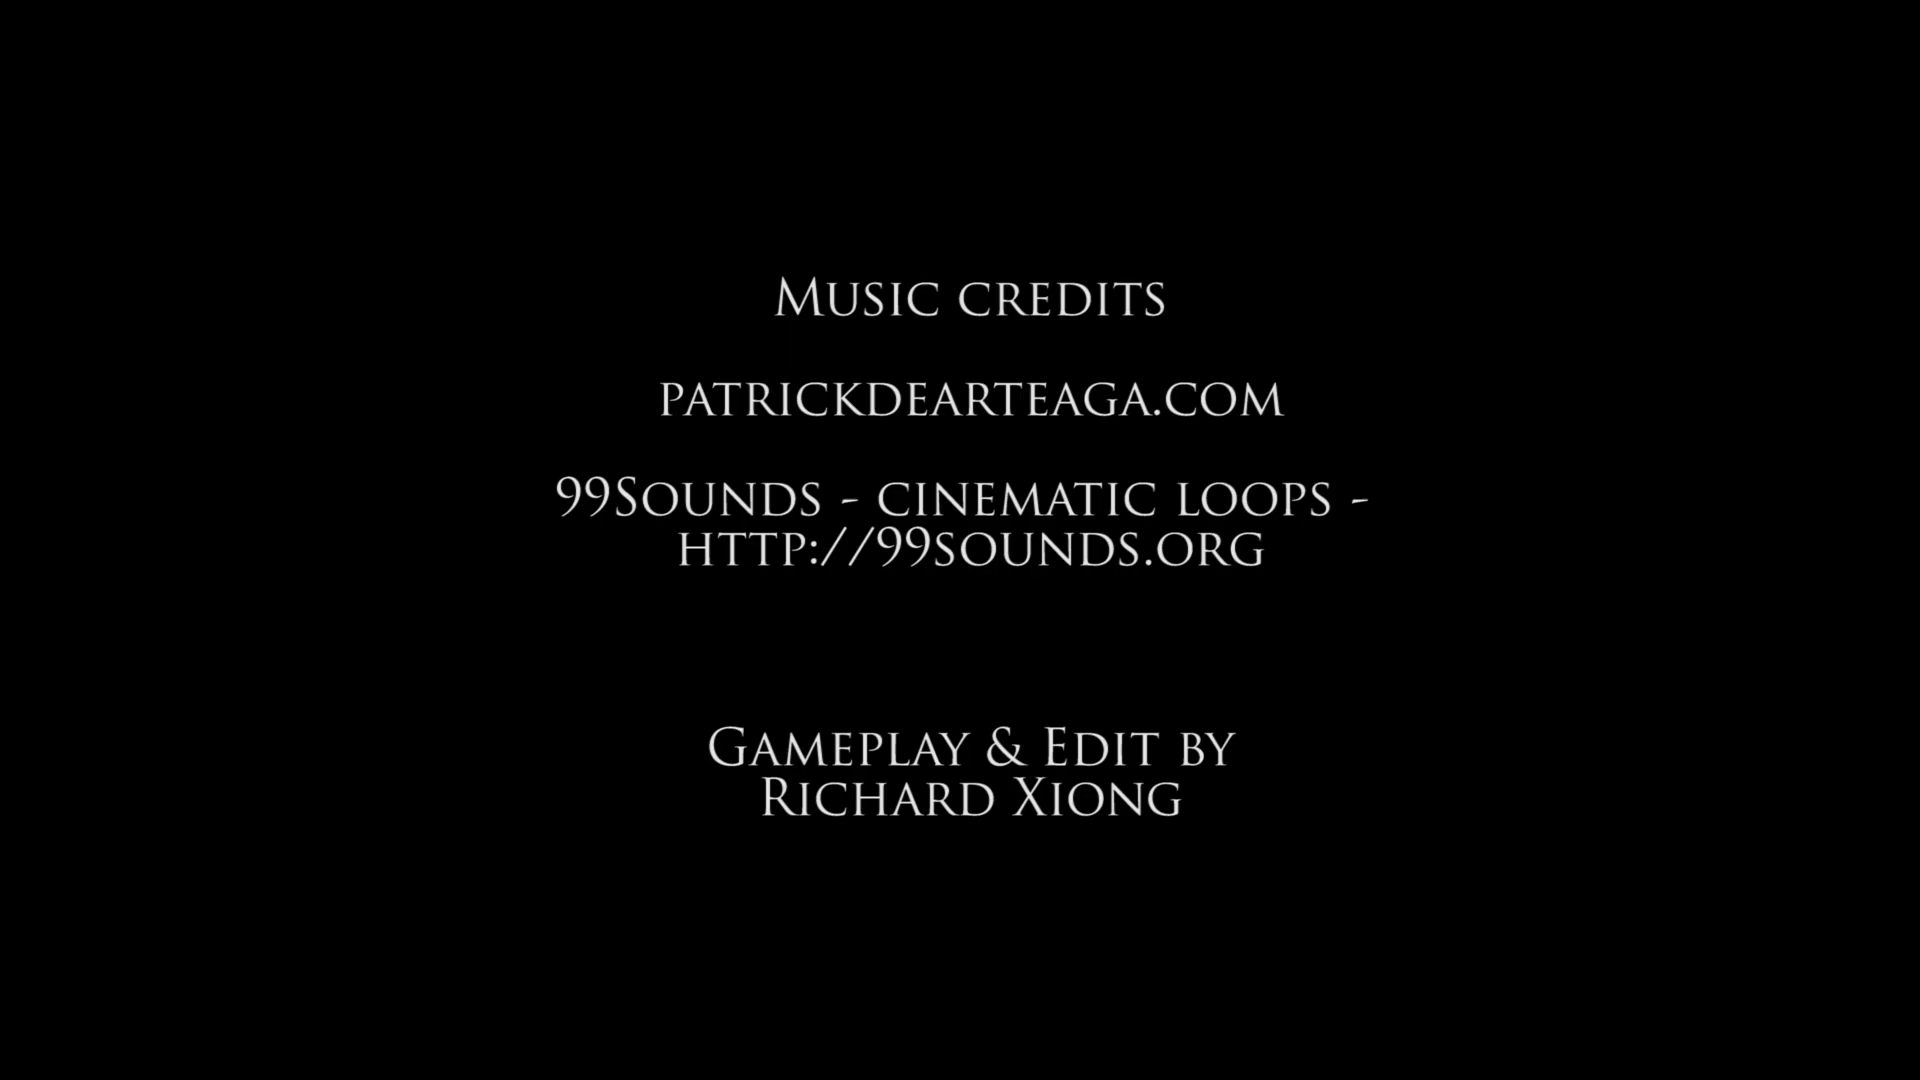 Music credits
patrickdearteaga.com
99Sounds - cinematic loops -
http://99sounds.org
Gameplay & Edit by
Richard Xiong